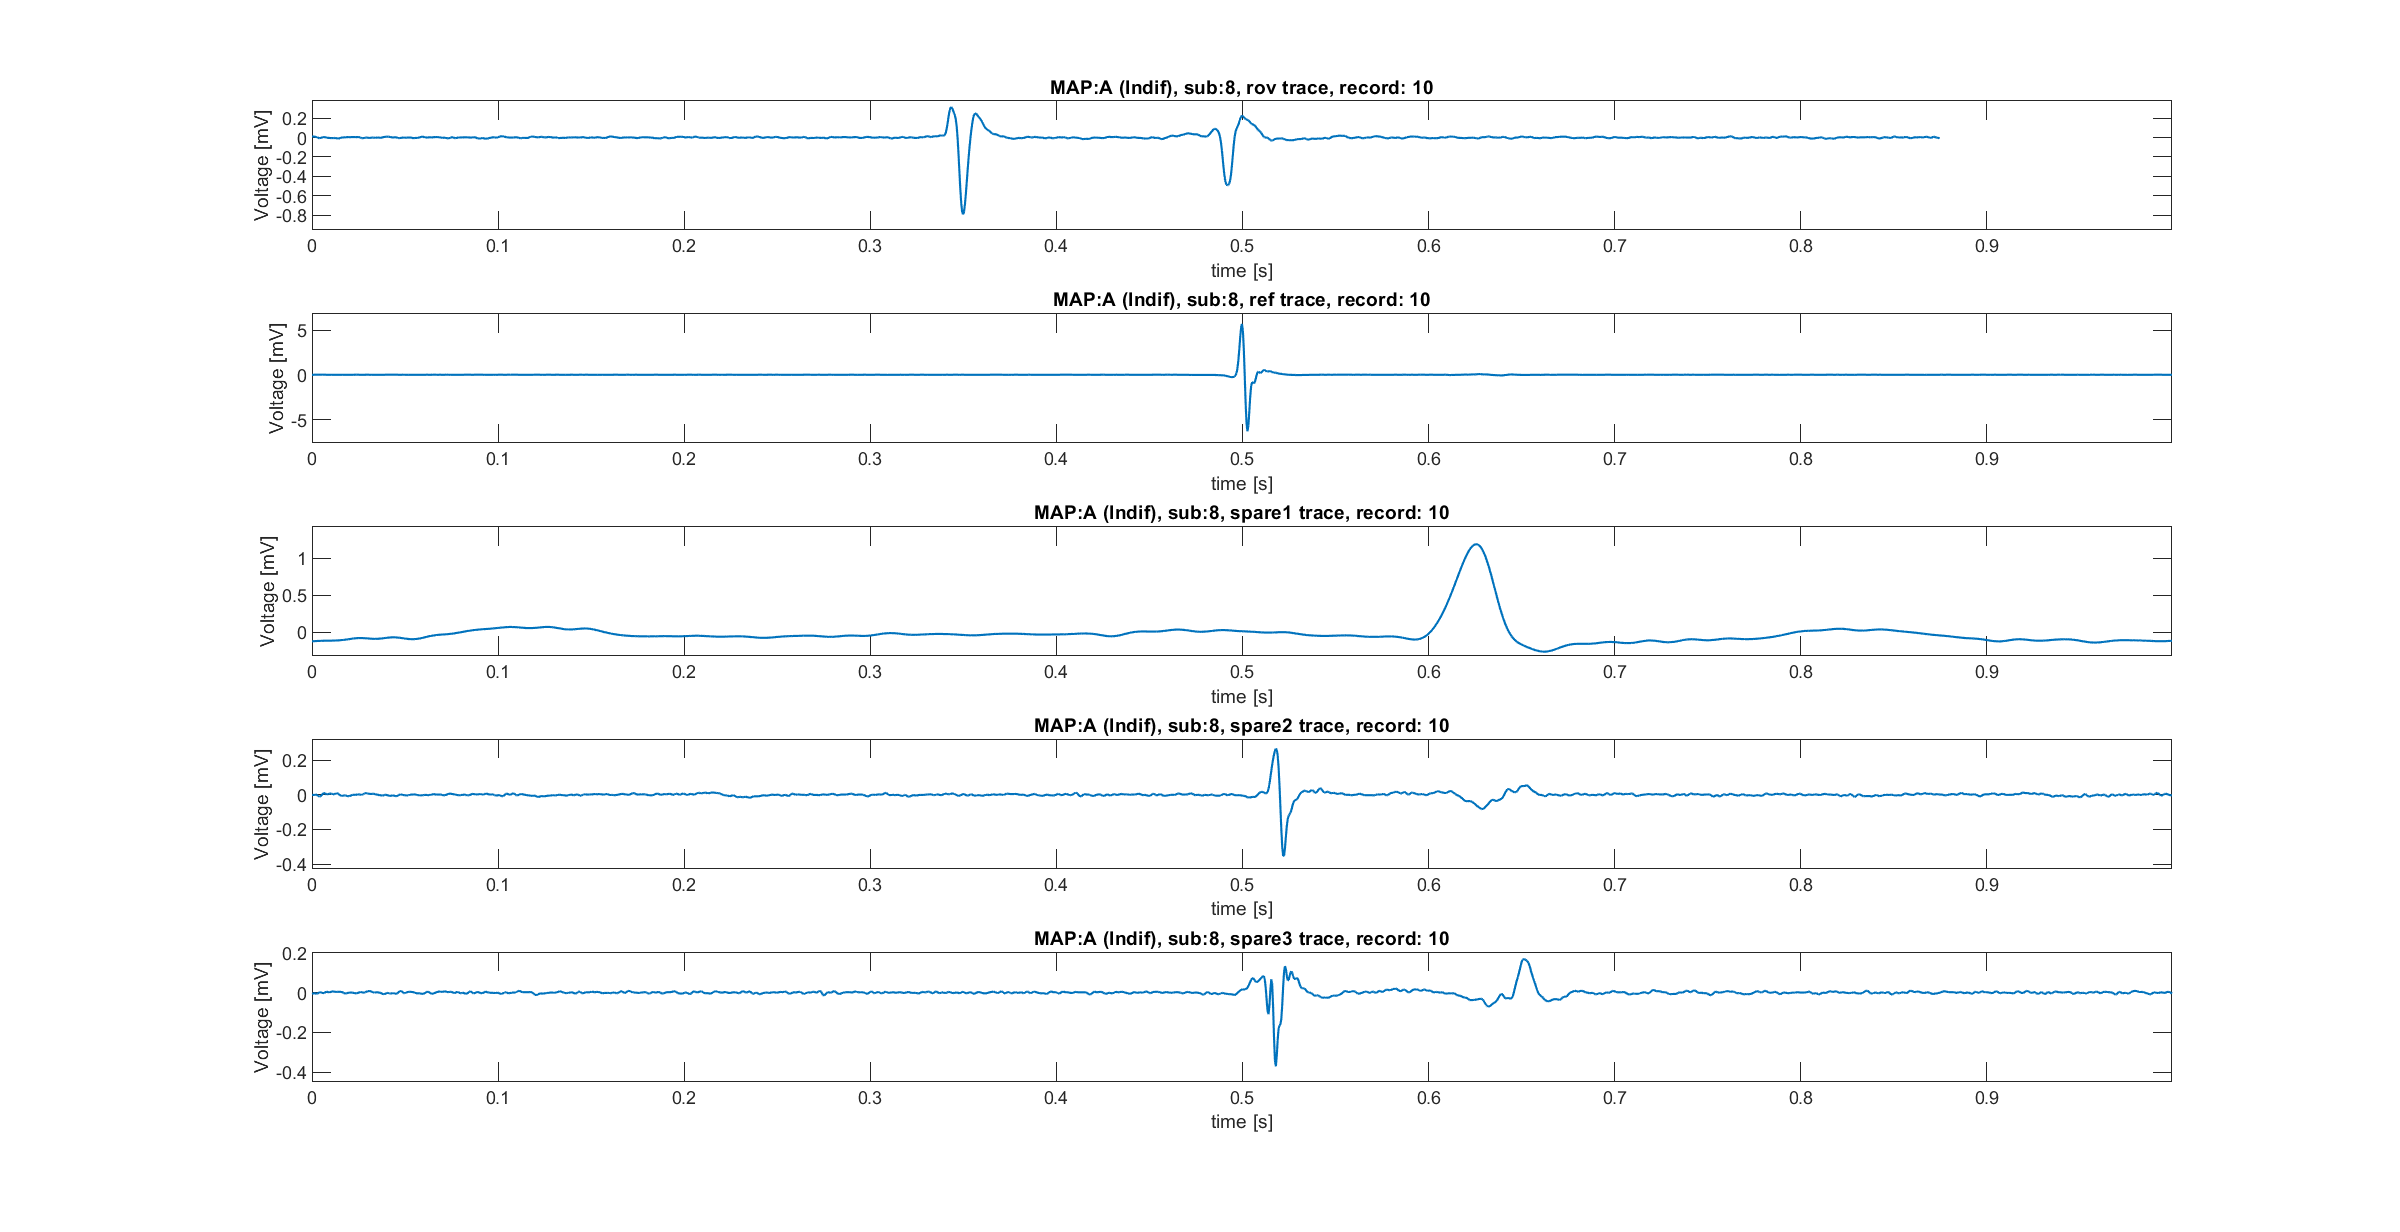 MAP:A (Indif), sub:8, rov trace, record: 10
Voltage [mV]
0.2
0
-0.2
-0.4
-0.6
-0.8
0 0.1 0.2 0.3 0.4 0.5 0.6 0.7 0.8 0.9
time [s]
MAP:A (Indif), sub:8, ref trace, record: 10
Voltage [mV]
5
0
-5
0 0.1 0.2 0.3 0.4 0.5 0.6 0.7 0.8 0.9
time [s]
MAP:A (Indif), sub:8, spare1 trace, record: 10
Voltage [mV]
1
0.5
0
0 0.1 0.2 0.3 0.4 0.5 0.6 0.7 0.8 0.9
time [s]
MAP:A (Indif), sub:8, spare2 trace, record: 10
Voltage [mV]
0.2
0
-0.2
-0.4
0 0.1 0.2 0.3 0.4 0.5 0.6 0.7 0.8 0.9
time [s]
MAP:A (Indif), sub:8, spare3 trace, record: 10
Voltage [mV]
0.2
0
-0.2
-0.4
0 0.1 0.2 0.3 0.4 0.5 0.6 0.7 0.8 0.9
time [s]